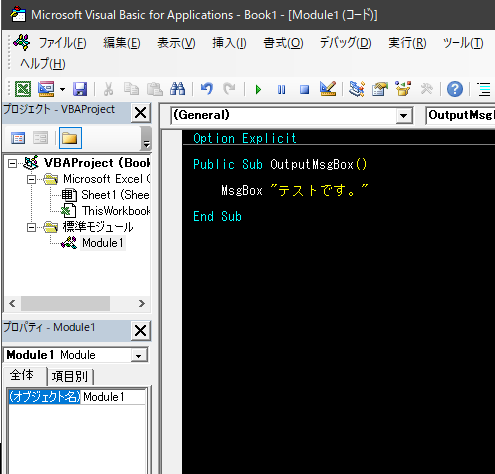 Microsoft Visual Basic for Applications - Book1 - [Module1 (コード)]
ファイル(F) 編集(E) 表示(V) 挿入(I) 書式(O) デバッグ(D) 実行(R) ツール(T)
ヘルプ(H)
プロジェクト - VBAProject
(General) OutputMsg
Option Explicit
Public Sub OutputMsgBox()
MsgBox "テストです。"
End Sub
VBAProject (Book
Microsoft Excel
Sheet1 (Shee
ThisWorkbook
標準モジュール
Module1
プロパティ - Module1
Module1 Module
全体 項目別
(オブジェクト名) Module1